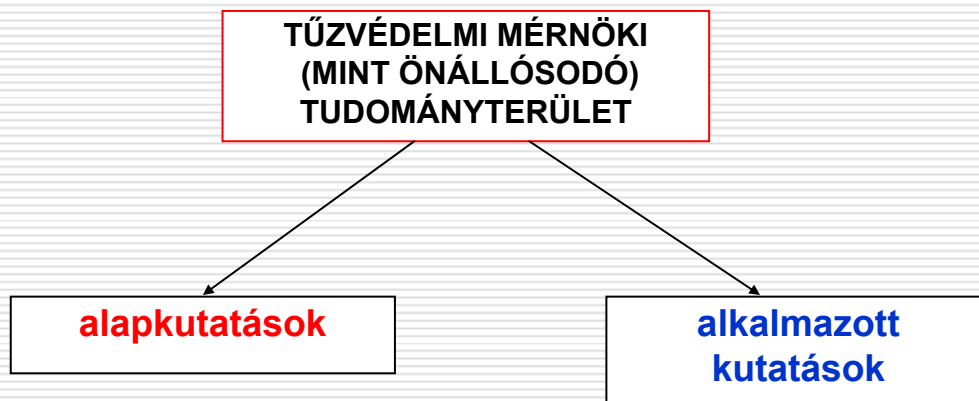 TŰZVÉDELMI MÉRNÖKI
(MINT ÖNÁLLÓSODÓ)
TUDOMÁNYTERÜLET
alapkutatások
alkalmazott
kutatások